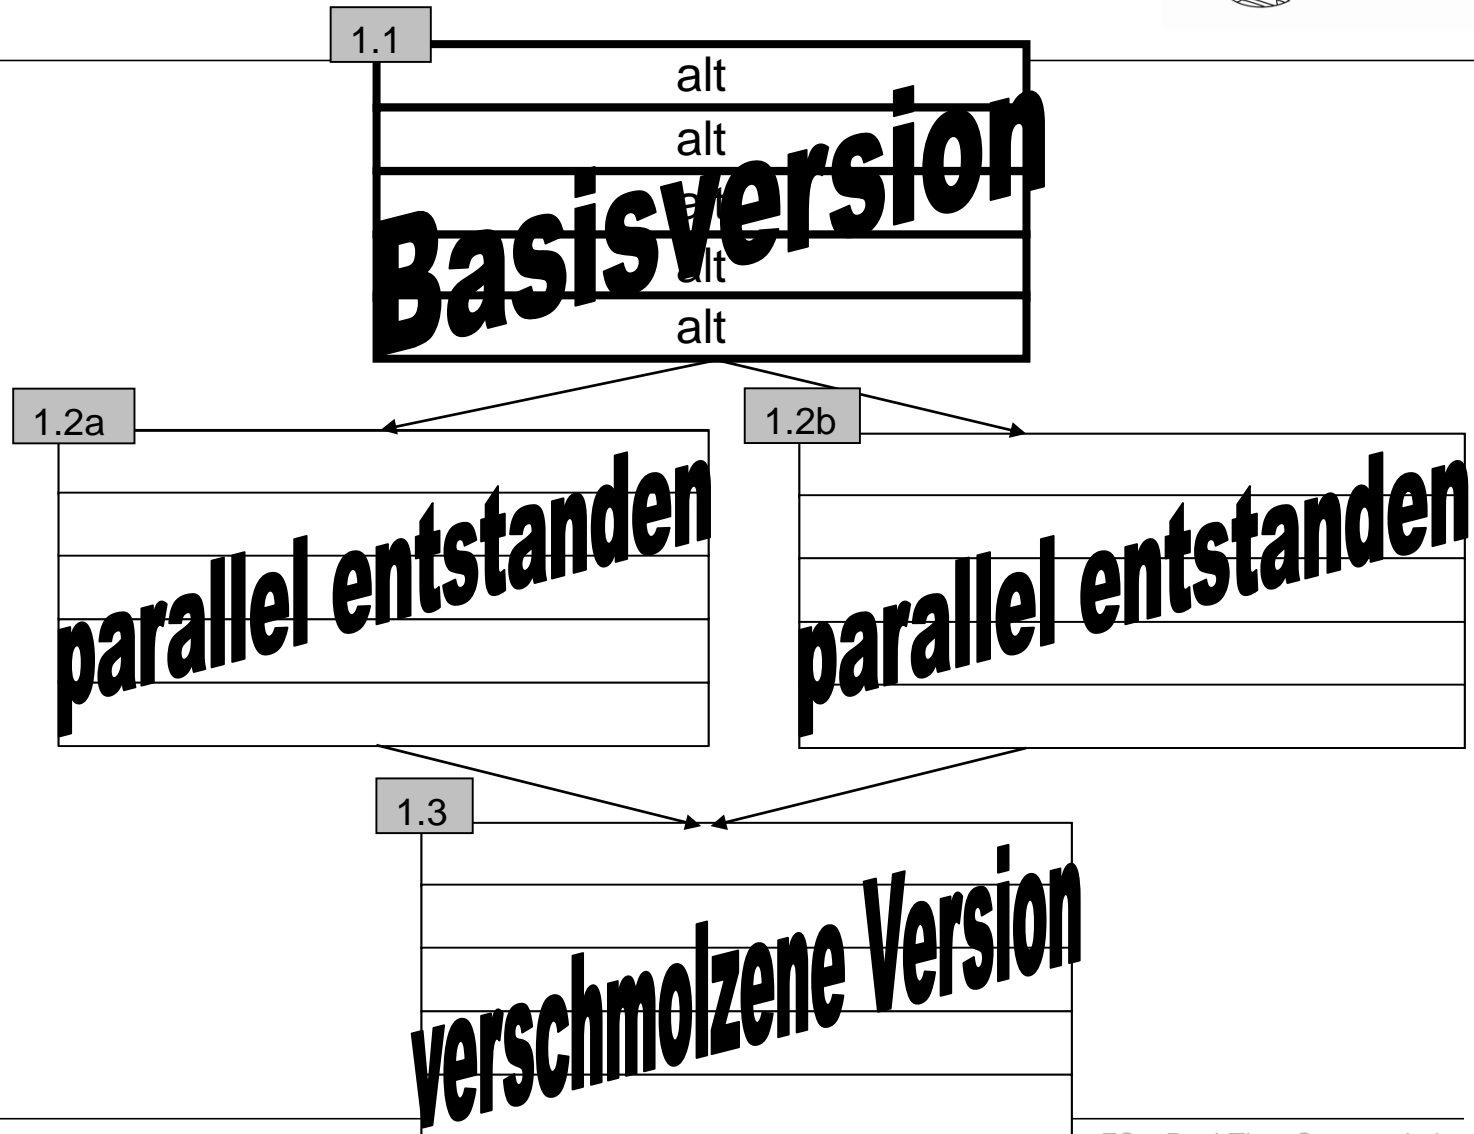 1.1
alt
alt
alt
alt
alt
Basisversion
1.2a
parallel entstanden
1.2b
parallel entstanden
1.3
verschmolzene Version